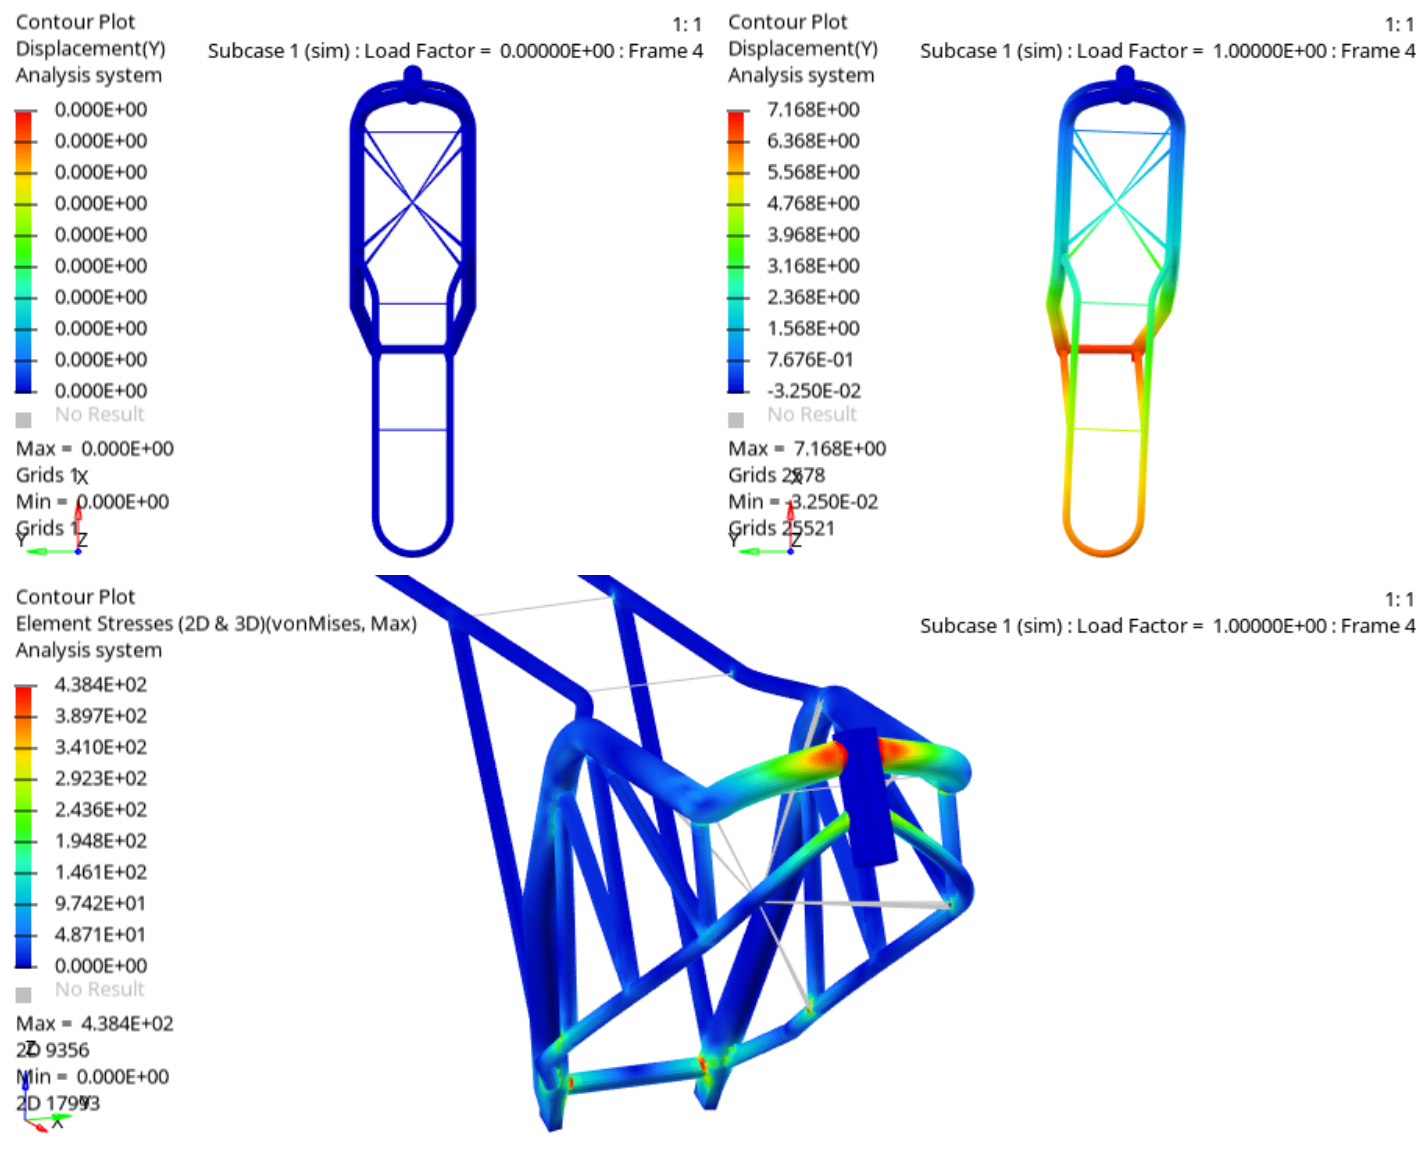 Contour Plot
Displacement(Y)
Analysis system
1: 1
Subcase 1 (sim) : Load Factor = 0.00000E+00 : Frame 4
0.000E+00
0.000E+00
0.000E+00
0.000E+00
0.000E+00
0.000E+00
0.000E+00
0.000E+00
0.000E+00
0.000E+00
No Result
Max = 0.000E+00
Grids 1
Min = 0.000E+00
Grids 1
X
Y
Z
Contour Plot
Displacement(Y)
Analysis system
1: 1
Subcase 1 (sim) : Load Factor = 1.00000E+00 : Frame 4
7.168E+00
6.368E+00
5.568E+00
4.768E+00
3.968E+00
3.168E+00
2.368E+00
1.568E+00
7.676E-01
-3.250E-02
No Result
Max = 7.168E+00
Grids 2578
Min = -3.250E-02
Grids 25521
X
Y
Z
Contour Plot
Element Stresses (2D & 3D)(vonMises, Max)
Analysis system
1: 1
Subcase 1 (sim) : Load Factor = 1.00000E+00 : Frame 4
4.384E+02
3.897E+02
3.410E+02
2.923E+02
2.436E+02
1.948E+02
1.461E+02
9.742E+01
4.871E+01
0.000E+00
No Result
Max = 4.384E+02
2D 9356
Min = 0.000E+00
2D 17993
Z
Y
X